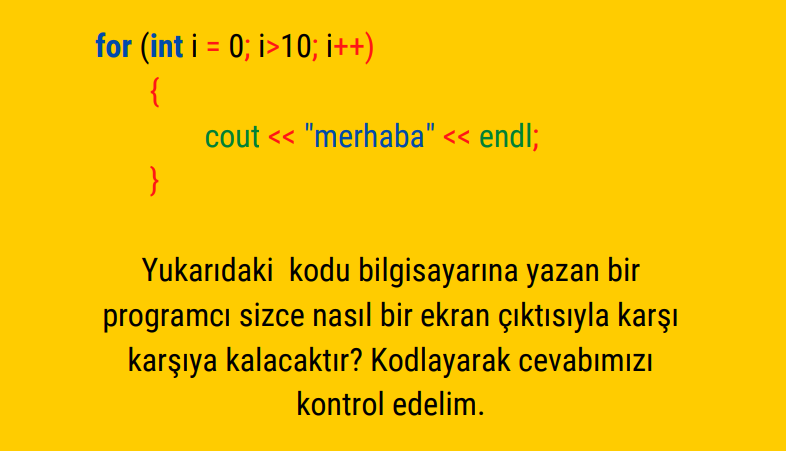 for (int i = 0; i>10; i++)
{
cout << "merhaba" << endl;
}
Yukarıdaki kodu bilgisayarına yazan bir
programcı sizce nasıl bir ekran çıktısıyla karşı
karşıya kalacaktır? Kodlayarak cevabımızı
kontrol edelim.